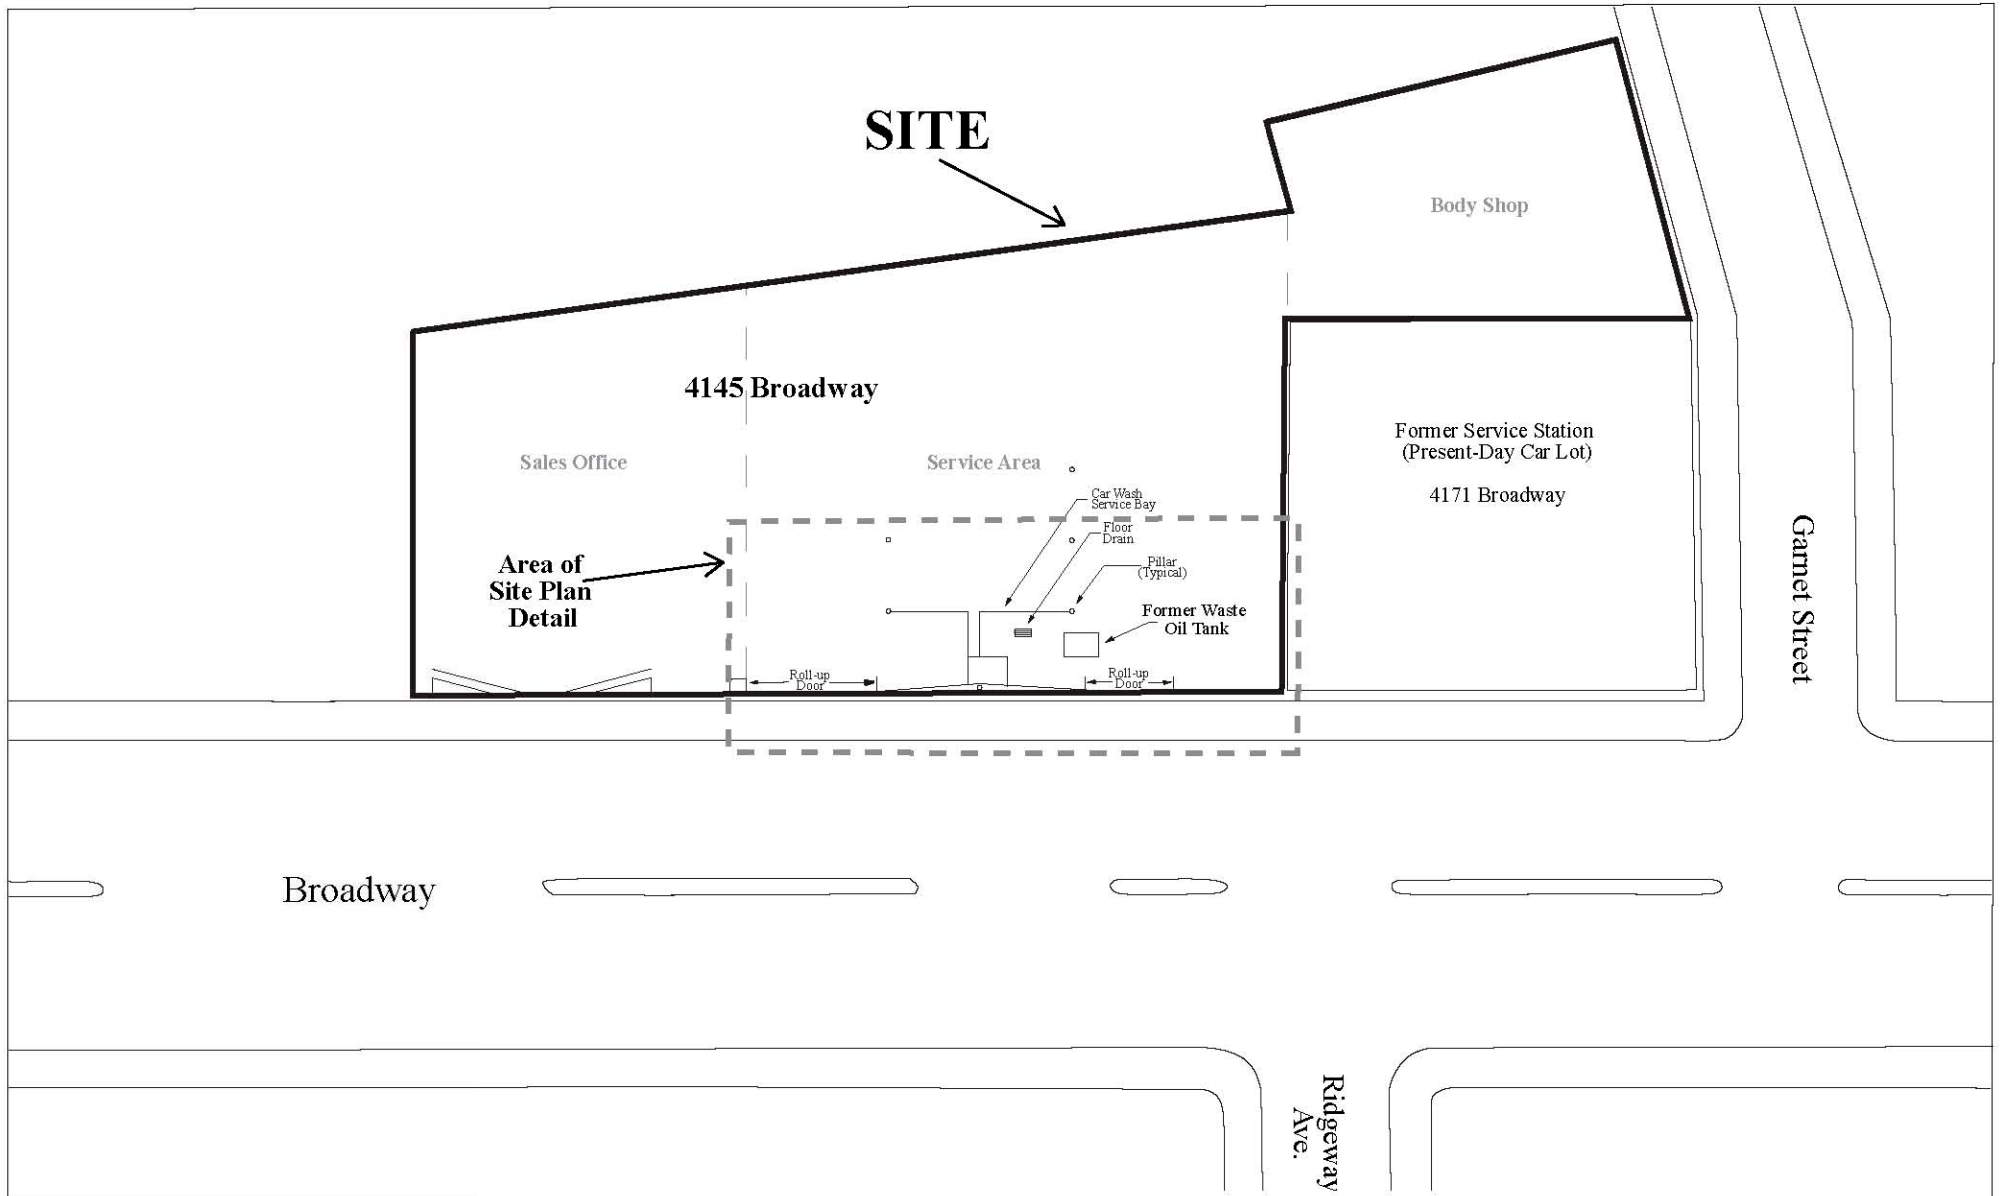 SITE
Body Shop
4145 Broadway
Sales Office
Service Area
Former Service Station
(Present-Day Car Lot)
4171 Broadway
Car Wash
Service Bay
Floor
Drain
Pillar
(Typical)
Area of
Site Plan
Detail
Former Waste
Oil Tank
Roll-up
Door
Roll-up
Door
Garnet Street
Broadway
Ridgeway
Ave.